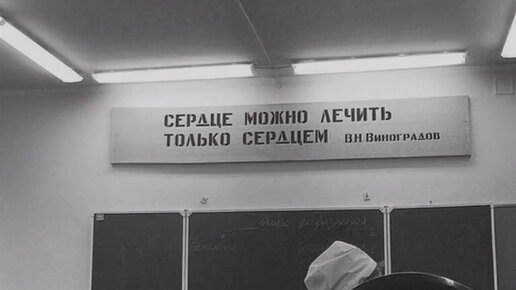 СЕРДЦЕ МОЖНО ЛЕЧИТЬ
ТОЛЬКО СЕРДЦЕМ В.Н. ВИНОГРАДОВ